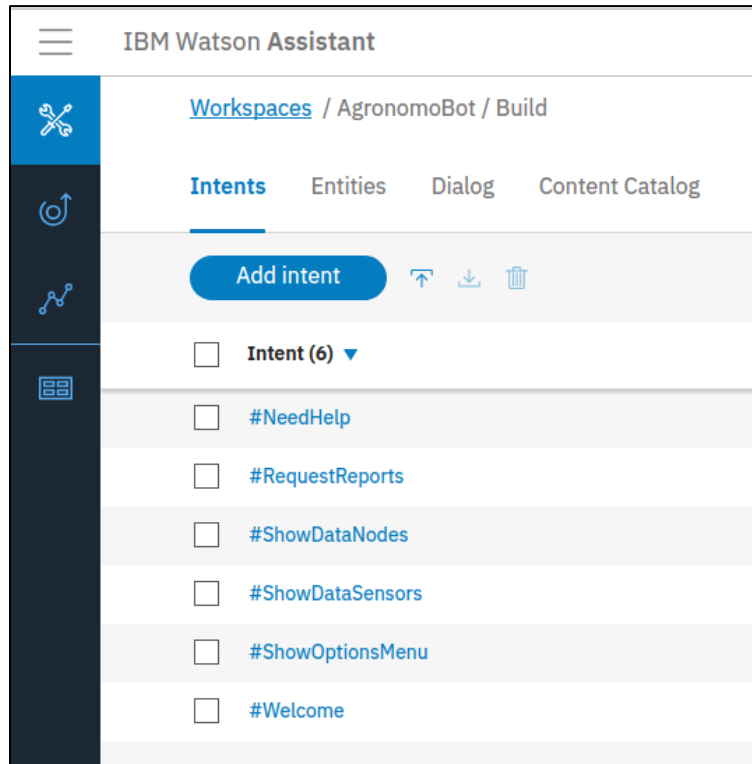 IBM Watson Assistant
Workspaces / AgronomoBot / Build
Intents Entities Dialog Content Catalog
Add intent
Intent (6) ▼
#NeedHelp
#RequestReports
#ShowDataNodes
#ShowDataSensors
#ShowOptionsMenu
#Welcome